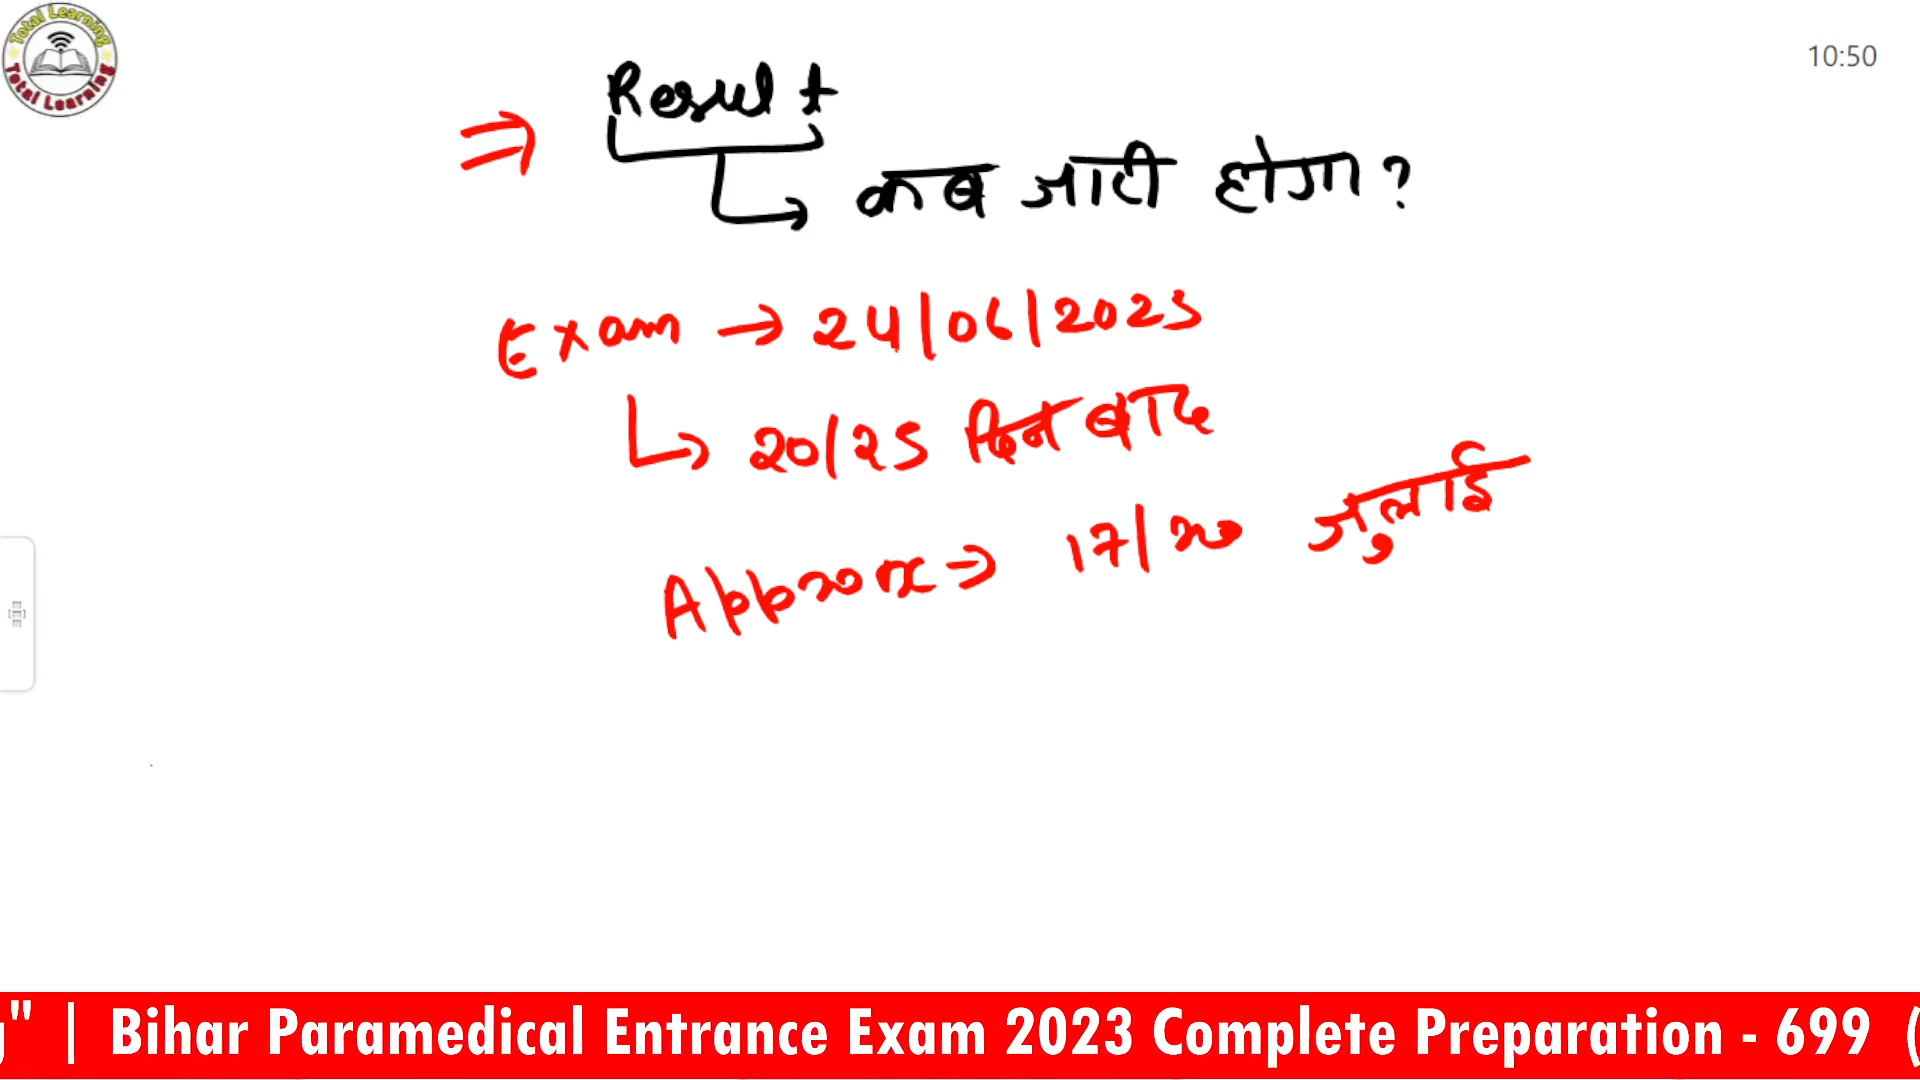 Total Learning
Total Learning
10:50
⇒ Result
→ कब जारी होगा ?
Exam → 24/06/2023
↳ 20/25 दिन बाद
Approx → 17/20 जुलाई
g" | Bihar Paramedical Entrance Exam 2023 Complete Preparation - 699 (